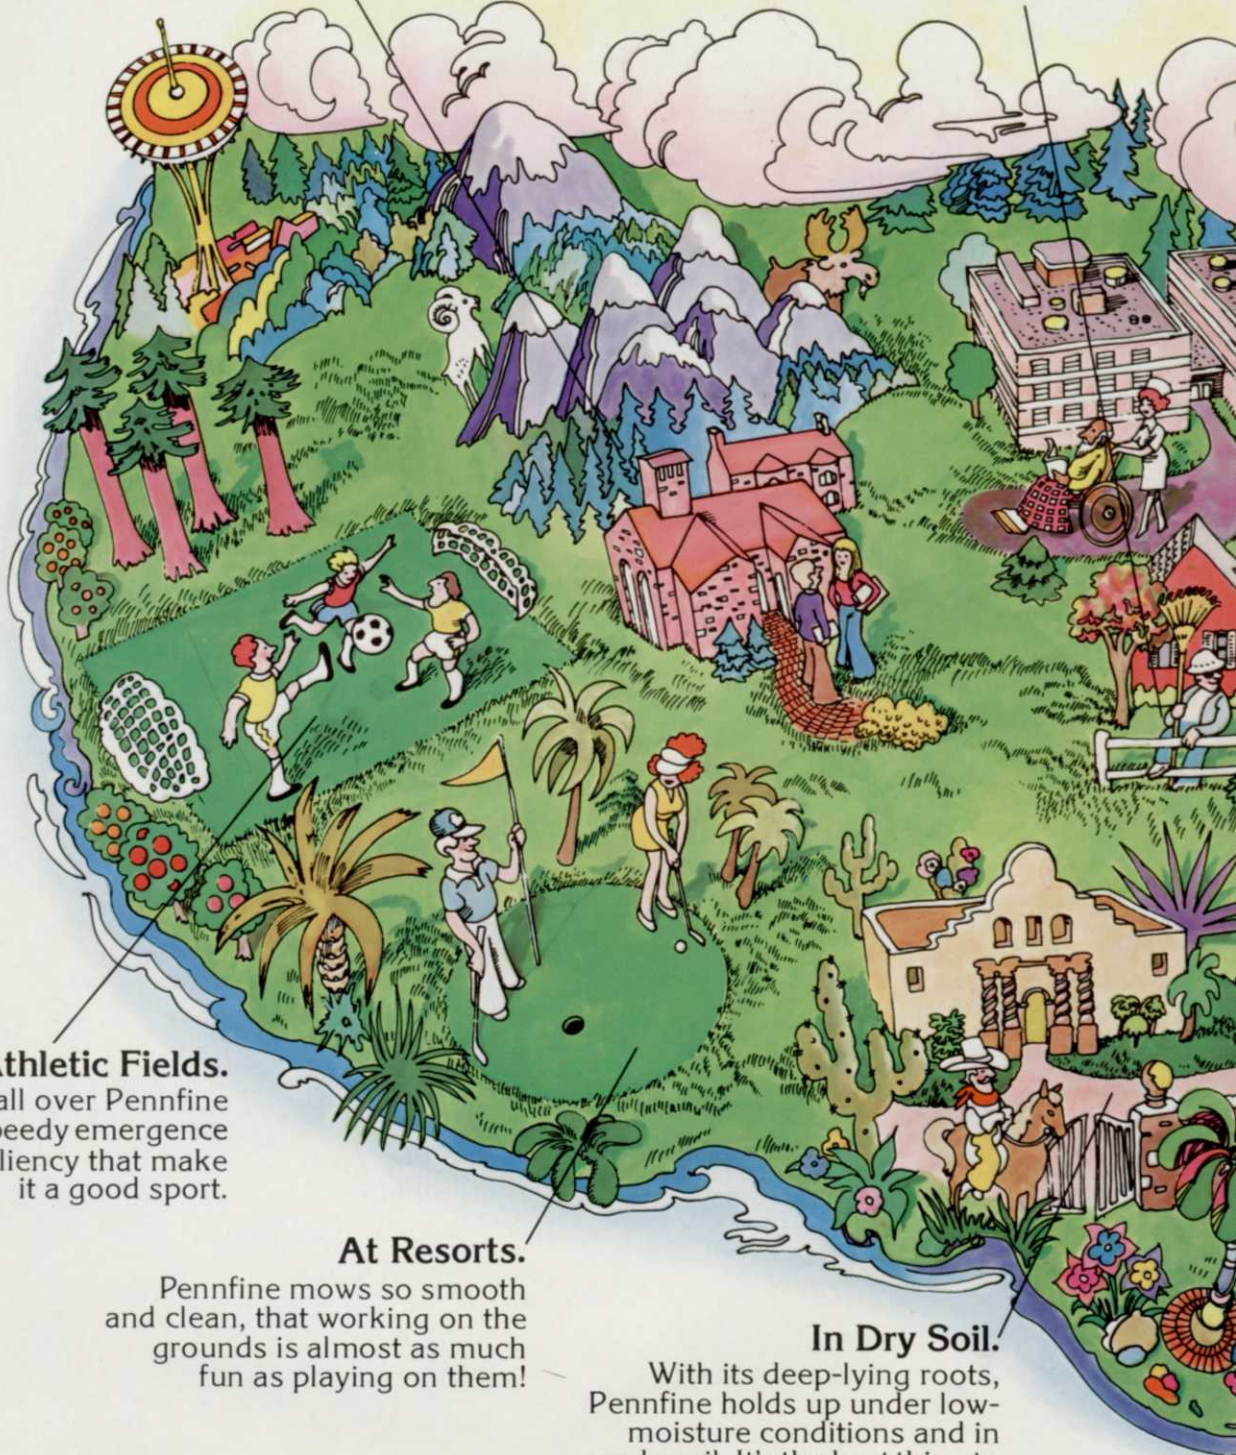 Athletic Fields.
all over Pennfine
speedy emergence
liency that make
it a good sport.
At Resorts.
Pennfine mows so smooth
and clean, that working on the
grounds is almost as much
fun as playing on them!
In Dry Soil.
With its deep-lying roots,
Pennfine holds up under low-
moisture conditions and in